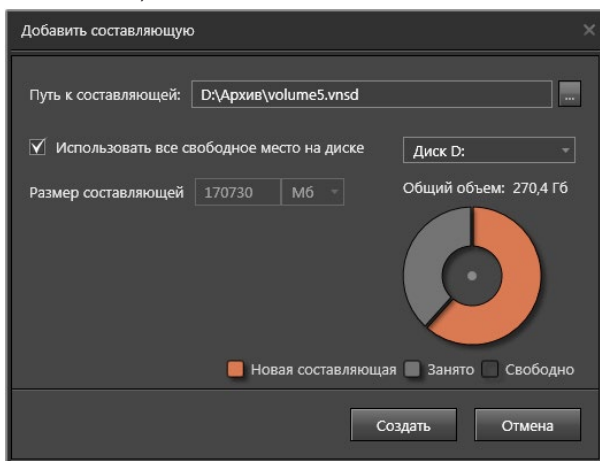 Добавить составляющую
Путь к составляющей: D:\Архив\volume5.vnsd ...
Использовать все свободное место на диске Диск D:
Размер составляющей 170730 Мб Общий объем: 270,4 Гб
Новая составляющая Занято Свободно
Создать Отмена